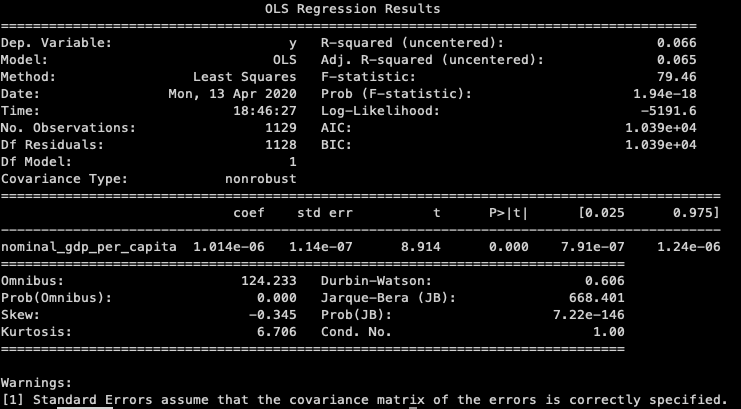 OLS Regression Results
=======================================================================================
Dep. Variable: y R-squared (uncentered): 0.066
Model: OLS Adj. R-squared (uncentered): 0.065
Method: Least Squares F-statistic: 79.46
Date: Mon, 13 Apr 2020 Prob (F-statistic): 1.94e-18
Time: 18:46:27 Log-Likelihood: -5191.6
No. Observations: 1129 AIC: 1.039e+04
Df Residuals: 1128 BIC: 1.039e+04
Df Model: 1
Covariance Type: nonrobust
==========================================================================================
coef std err t P>|t| [0.025 0.975]
------------------------------------------------------------------------------------------
nominal_gdp_per_capita 1.014e-06 1.14e-07 8.914 0.000 7.91e-07 1.24e-06
==============================================================================
Omnibus: 124.233 Durbin-Watson: 0.606
Prob(Omnibus): 0.000 Jarque-Bera (JB): 668.401
Skew: -0.345 Prob(JB): 7.22e-146
Kurtosis: 6.706 Cond. No. 1.00
==============================================================================
Warnings:
[1] Standard Errors assume that the covariance matrix of the errors is correctly specified.